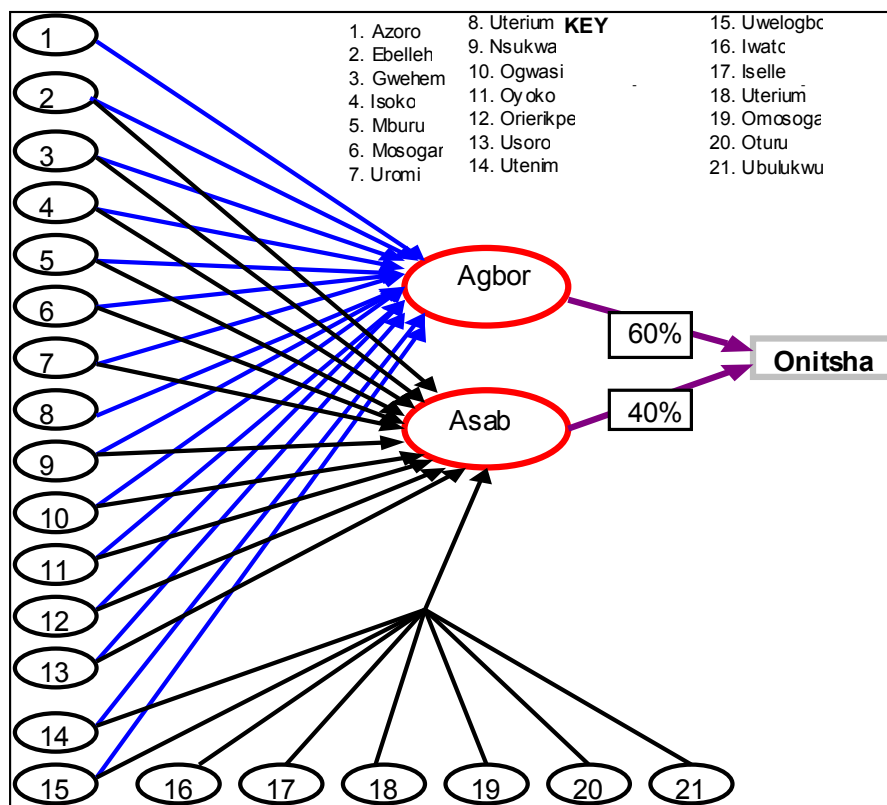 KEY
1. Azoro
2. Ebelleh
3. Gwehem
4. Isoko
5. Mburu
6. Mosogar
7. Uromi
8. Uterium
9. Nsukwa
10. Ogwasi
11. Oyoko
12. Orierikpe
13. Usoro
14. Utenim
15. Uwelogbo
16. Iwatc
17. Iselle
18. Uterium
19. Omosoga
20. Oturu
21. Ubulukwu
1
2
3
4
5
6
7
8
9
10
11
12
13
14
15
16
17
18
19
20
21
Agbor
Asab
60%
40%
Onitsha